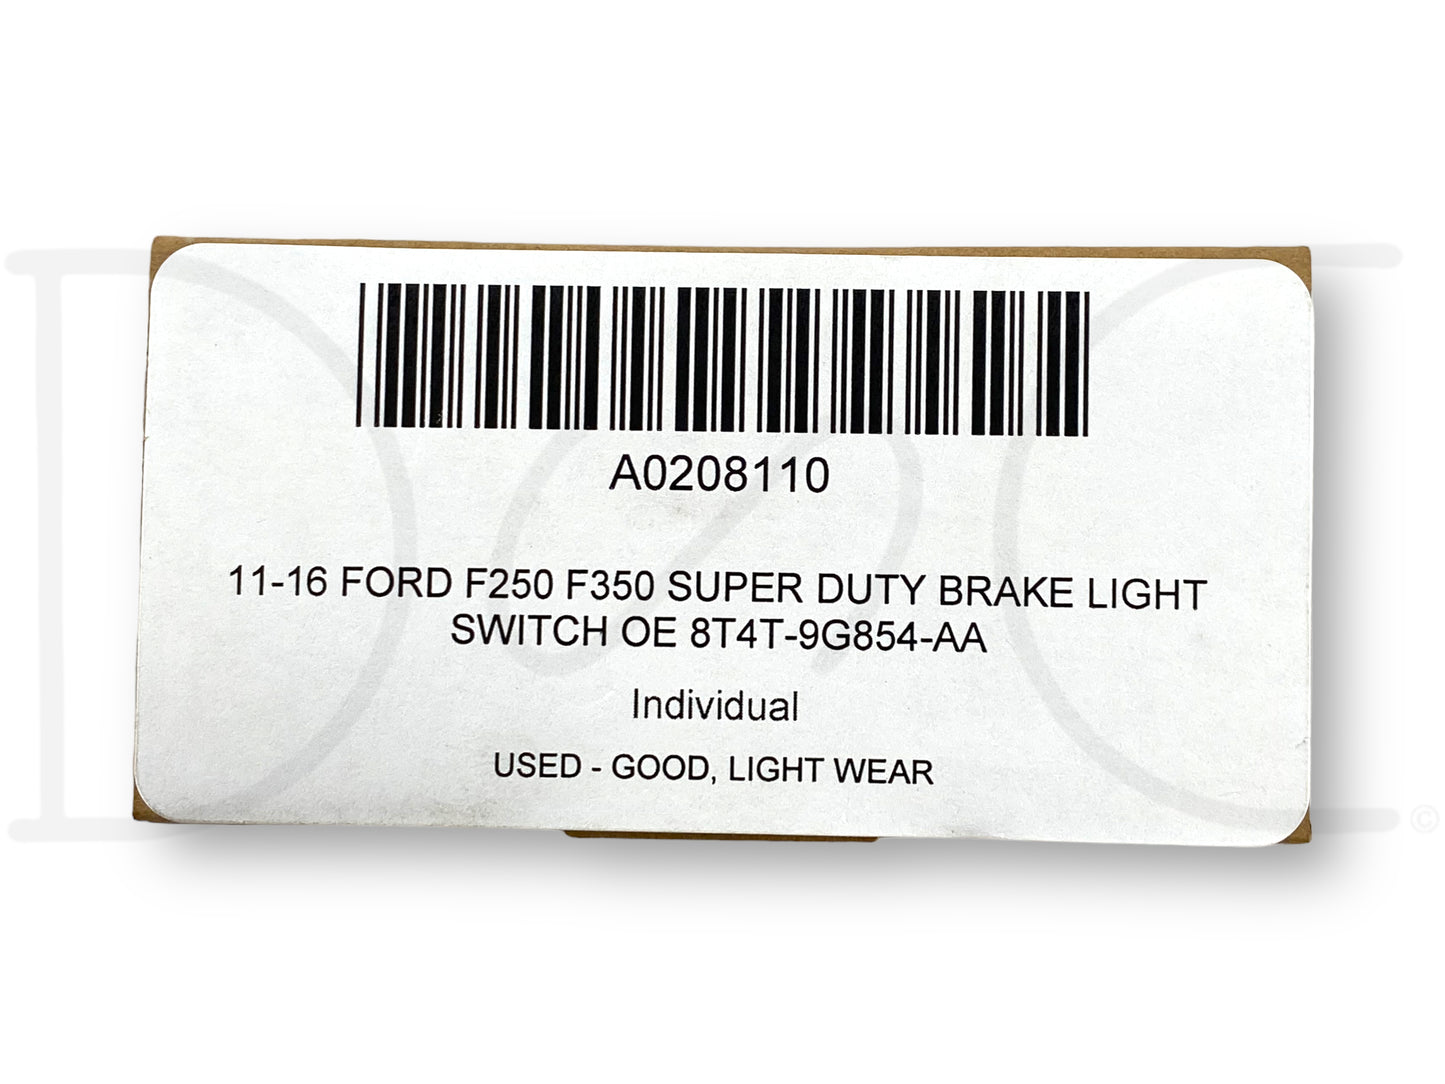 A0208110
11-16 FORD F250 F350 SUPER DUTY BRAKE LIGHT
SWITCH OE 8T4T-9G854-AA
Individual
USED - GOOD, LIGHT WEAR
©